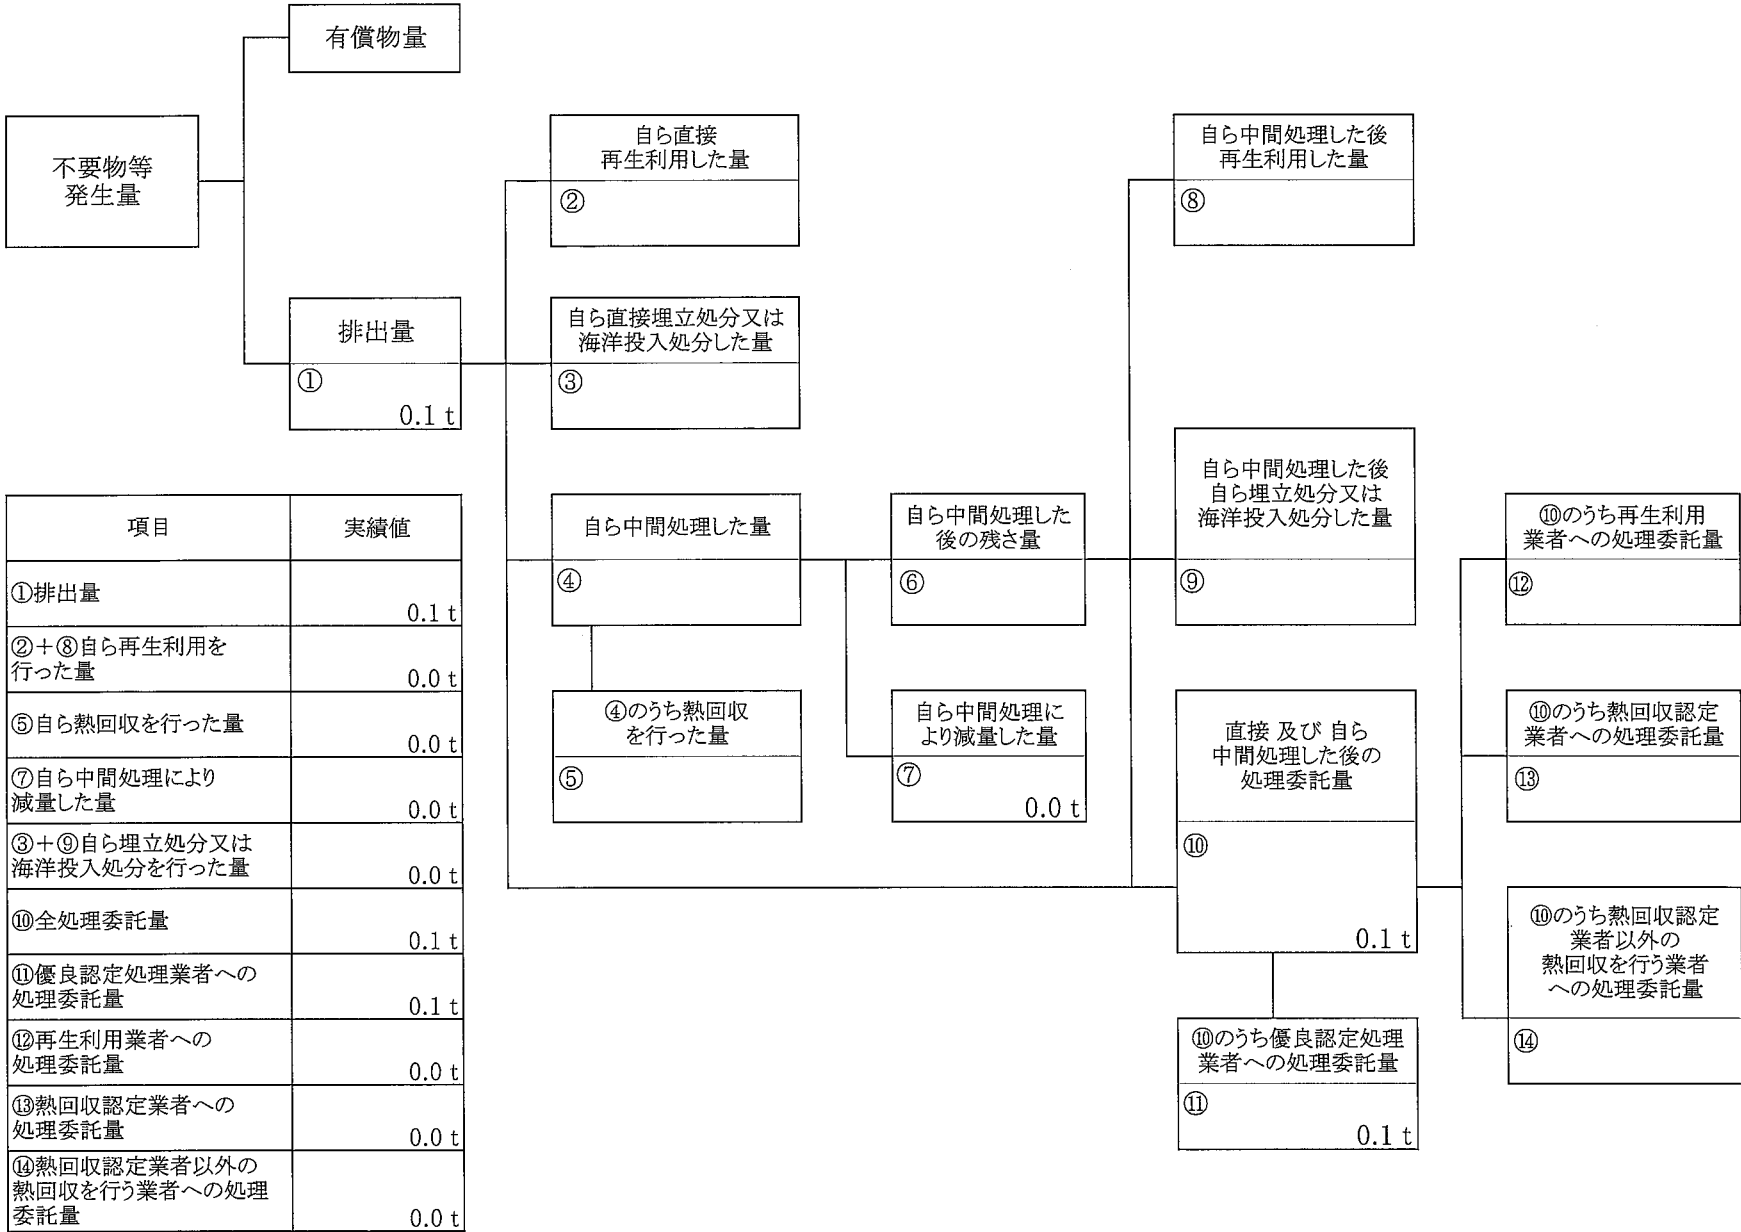 有償物量
不要物等
発生量
排出量
①
0.1 t
自ら直接
再生利用した量
②
自ら直接埋立処分又は
海洋投入処分した量
③
自ら中間処理した量
④
④のうち熱回収
を行った量
⑤
自ら中間処理した
後の残さ量
⑥
自ら中間処理に
より減量した量
⑦
0.0 t
自ら中間処理した後
再生利用した量
⑧
自ら中間処理した後
自ら埋立処分又は
海洋投入処分した量
⑨
直接 及び 自ら
中間処理した後の
処理委託量
⑩
0.1 t
⑩のうち優良認定処理
業者への処理委託量
⑪
0.1 t
⑩のうち再生利用
業者への処理委託量
⑫
⑩のうち熱回収認定
業者への処理委託量
⑬
⑩のうち熱回収認定
業者以外の
熱回収を行う業者
への処理委託量
⑭
項目 実績値
①排出量
0.1 t
②+⑧自ら再生利用を
行った量
0.0 t
⑤自ら熱回収を行った量
0.0 t
⑦自ら中間処理により
減量した量
0.0 t
③+⑨自ら埋立処分又は
海洋投入処分を行った量
0.0 t
⑩全処理委託量
0.1 t
⑪優良認定処理業者への
処理委託量
0.1 t
⑫再生利用業者への
処理委託量
0.0 t
⑬熱回収認定業者への
処理委託量
0.0 t
⑭熱回収認定業者以外の
熱回収を行う業者への処理
委託量
0.0 t